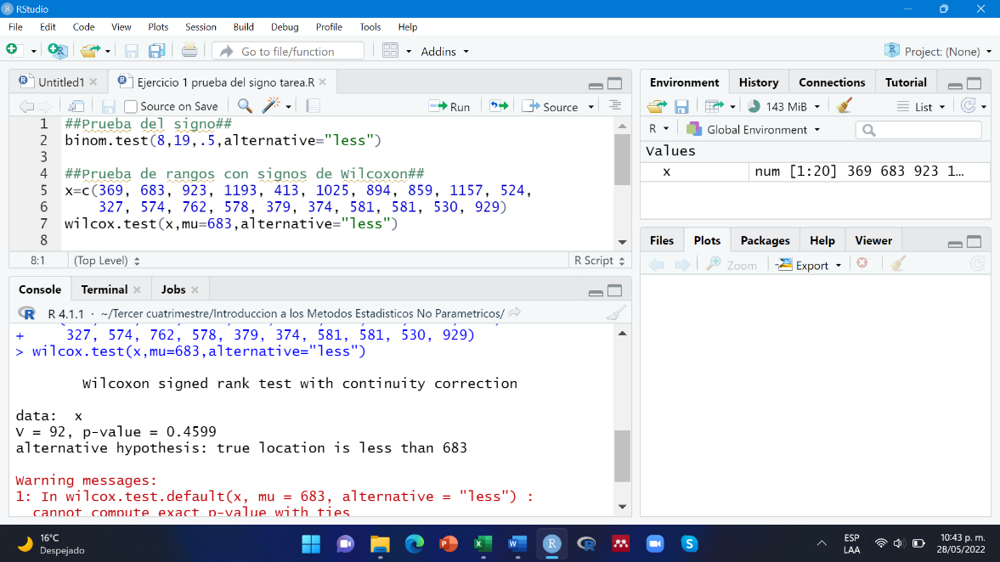 RStudio
File Edit Code View Plots Session Build Debug Profile Tools Help
Go to file/function Addins Project: (None)
Untitled1 Ejercicio 1 prueba del signo tarea.R
Source on Save Run Source
1 ##Prueba del signo##
2 binom.test(8,19,.5,alternative="less")
3
4 ##Prueba de rangos con signos de Wilcoxon##
5 x=c(369, 683, 923, 1193, 413, 1025, 894, 859, 1157, 524,
6 327, 574, 762, 578, 379, 374, 581, 581, 530, 929)
7 wilcox.test(x,mu=683,alternative="less")
8
8:1 (Top Level) R Script
Console Terminal Jobs
R 4.1.1 · ~/Tercer cuatrimestre/Introduccion a los Metodos Estadisticos No Parametricos/
+ 327, 574, 762, 578, 379, 374, 581, 581, 530, 929)
> wilcox.test(x,mu=683,alternative="less")
Wilcoxon signed rank test with continuity correction
data: x
V = 92, p-value = 0.4599
alternative hypothesis: true location is less than 683
Warning messages:
1: In wilcox.test.default(x, mu = 683, alternative = "less") :
cannot compute exact p-value with ties
Environment History Connections Tutorial
143 MiB List
R Global Environment
Values
x num [1:20] 369 683 923 1…
Files Plots Packages Help Viewer
Zoom Export
16°C
Despejado
ESP
LAA
10:43 p. m.
28/05/2022